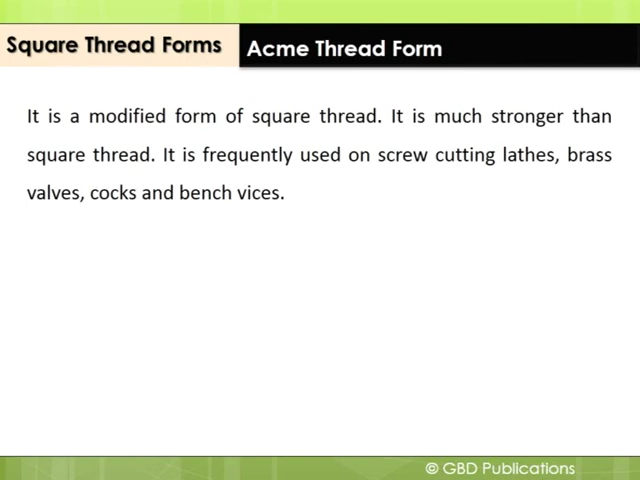 Square Thread Forms
Acme Thread Form
It is a modified form of square thread. It is much stronger than
square thread. It is frequently used on screw cutting lathes, brass
valves, cocks and bench vices.
© GBD Publications